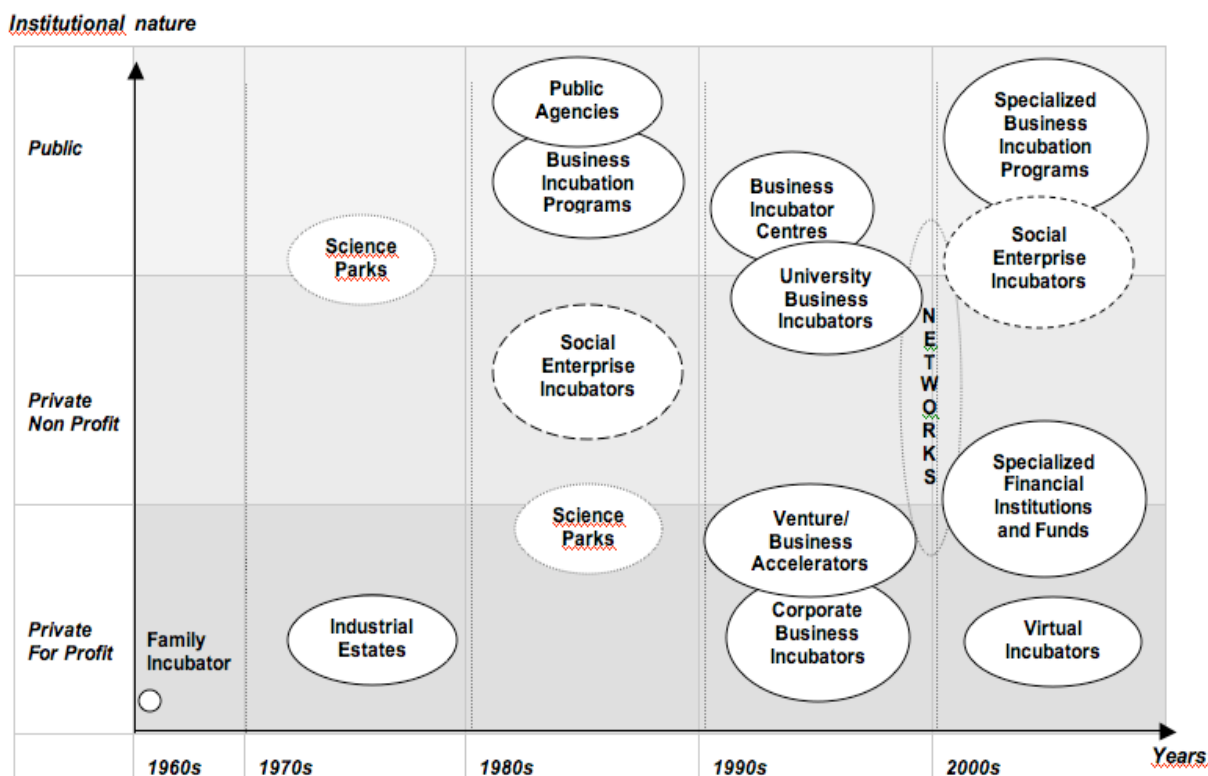 Institutional nature
Public
Agencies
Specialized
Business
Incubation
Programs
Public
Business
Incubation
Programs
Business
Incubator
Centres
Science
Parks
Social
Enterprise
Incubators
University
Business
Incubators
NETWORKS
Social
Enterprise
Incubators
Private
Non Profit
Specialized
Financial
Institutions
and Funds
Science
Parks
Venture/
Business
Accelerators
Private
For Profit
Family
Incubator
Industrial
Estates
Corporate
Business
Incubators
Virtual
Incubators
Years
1960s
1970s
1980s
1990s
2000s